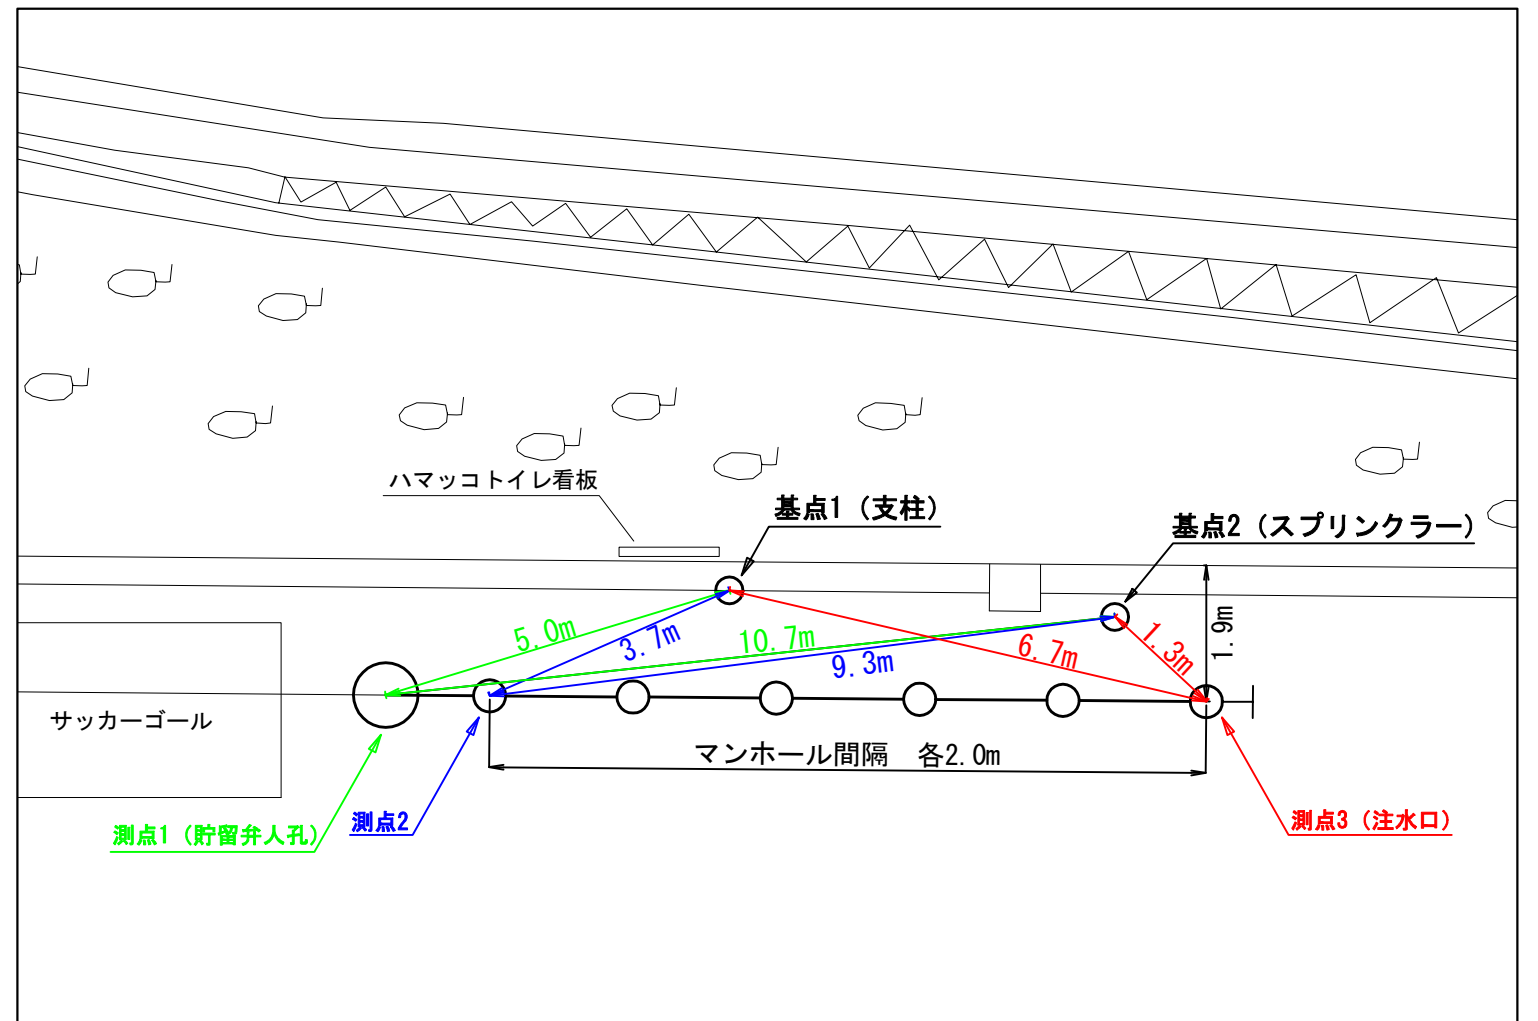 ハマッコトイレ看板
基点1（支柱）
基点2（スプリンクラー）
5.0m
3.7m
10.7m
9.3m
6.7m
1.3m
1.9m
サッカーゴール
マンホール間隔　各2.0m
測点1（貯留弁人孔）
測点2
測点3（注水口）